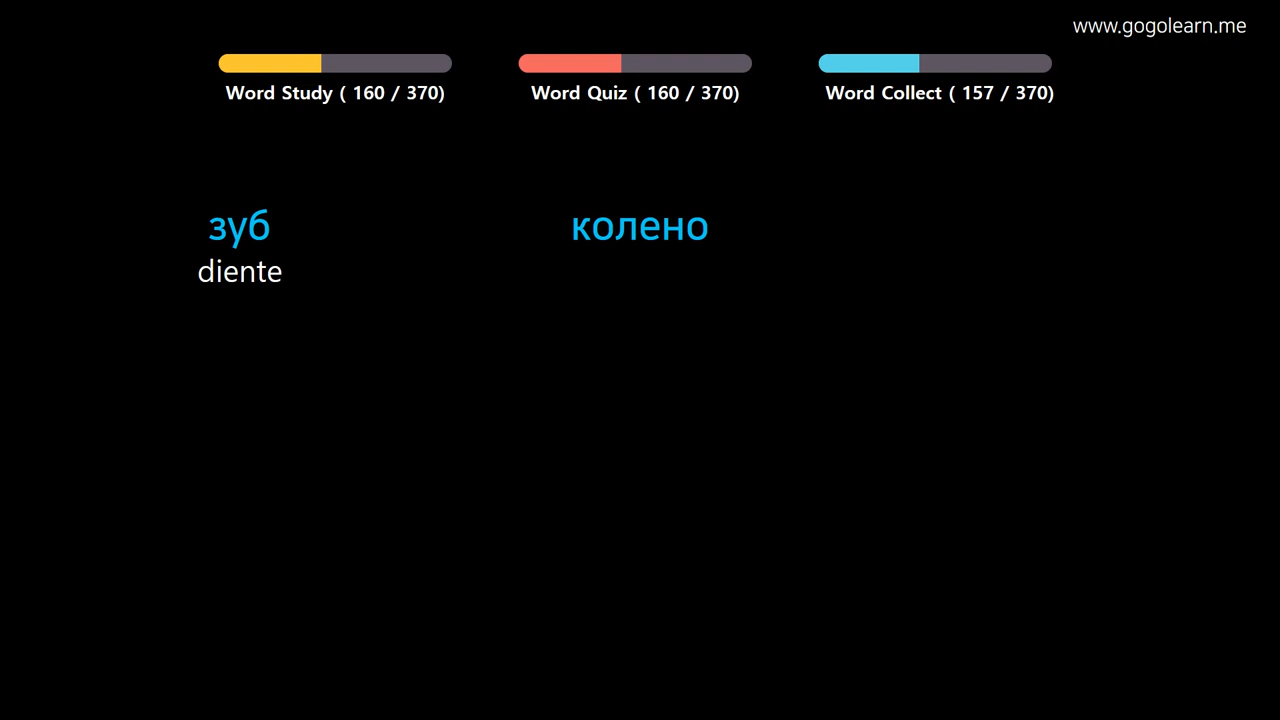 www.gogolearn.me
Word Study ( 160 / 370)
Word Quiz ( 160 / 370)
Word Collect ( 157 / 370)
зуб
diente
колено